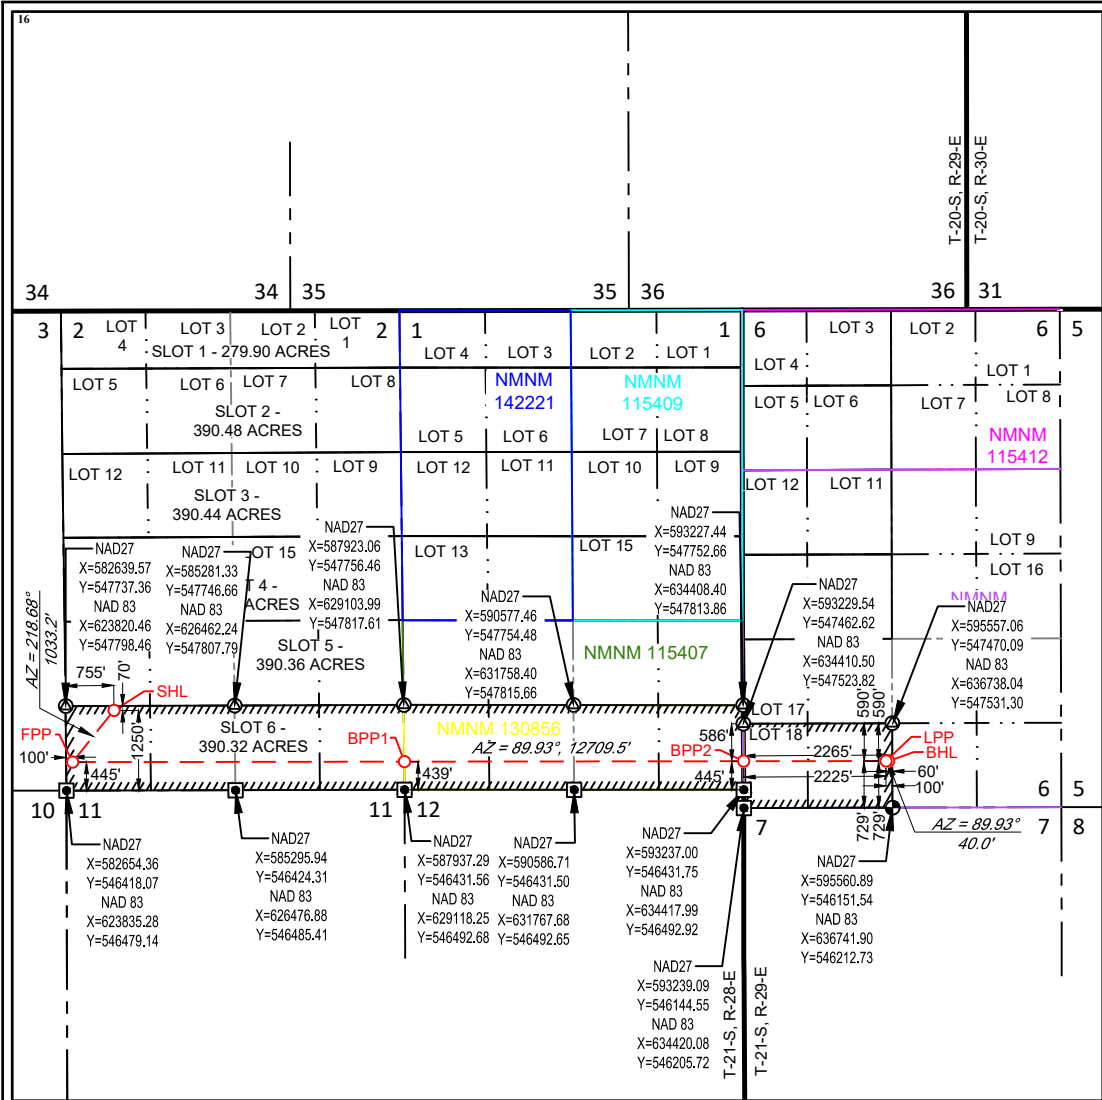 16
T-20-S, R-29-E
T-20-S, R-30-E
34
34
35
35
36
36
31
3
2
LOT 4
LOT 3
LOT 2
LOT 1
2
1
1
6
LOT 3
LOT 2
6
5
SLOT 1 - 279.90 ACRES
LOT 4
LOT 3
LOT 2
LOT 1
LOT 4
LOT 1
LOT 5
LOT 6
LOT 7
LOT 8
NMNM
142221
NMNM
115409
LOT 5
LOT 6
LOT 7
LOT 8
SLOT 2 -
390.48 ACRES
LOT 5
LOT 6
LOT 7
LOT 8
NMNM
115412
LOT 12
LOT 11
LOT 10
LOT 9
LOT 12
LOT 11
LOT 10
LOT 9
LOT 12
LOT 11
SLOT 3 -
390.44 ACRES
NAD27
X=582639.57
Y=547737.36
NAD 83
X=623820.46
Y=547798.46
NAD27
X=585281.33
Y=547746.66
NAD 83
X=626462.24
Y=547807.79
OT 15
T 4 -
ACRES
NAD27
X=587923.06
Y=547756.46
NAD 83
X=629103.99
Y=547817.61
LOT 13
LOT 15
NAD27
X=590577.46
Y=547754.48
NAD 83
X=631758.40
Y=547815.66
NAD27
X=593227.44
Y=547752.66
NAD 83
X=634408.40
Y=547813.86
LOT 9
LOT 16
NAD27
X=593229.54
Y=547462.62
NAD 83
X=634410.50
Y=547523.82
NMNM
NAD27
X=595557.06
Y=547470.09
NAD 83
X=636738.04
Y=547531.30
AZ = 218.68°
1033.2'
SLOT 5 -
390.36 ACRES
NMNM 115407
755'
70'
SHL
1250'
FPP
100'
445'
SLOT 6 -
390.32 ACRES
BPP1
NMNM 130856
AZ = 89.93°, 12709.5'
439'
LOT 17
LOT 18
586'
BPP2
445'
590'
590'
2265'
2225'
LPP
BHL
60'
100'
729'
729'
10
11
11
12
7
6
5
7
8
AZ = 89.93°
40.0'
NAD27
X=582654.36
Y=546418.07
NAD 83
X=623835.28
Y=546479.14
NAD27
X=585295.94
Y=546424.31
NAD 83
X=626476.88
Y=546485.41
NAD27
X=587937.29
Y=546431.56
NAD 83
X=629118.25
Y=546492.68
NAD27
X=590586.71
Y=546431.50
NAD 83
X=631767.68
Y=546492.65
NAD27
X=593237.00
Y=546431.75
NAD 83
X=634417.99
Y=546492.92
NAD27
X=595560.89
Y=546151.54
NAD 83
X=636741.90
Y=546212.73
NAD27
X=593239.09
Y=546144.55
NAD 83
X=634420.08
Y=546205.72
T-21-S, R-28-E
T-21-S, R-29-E